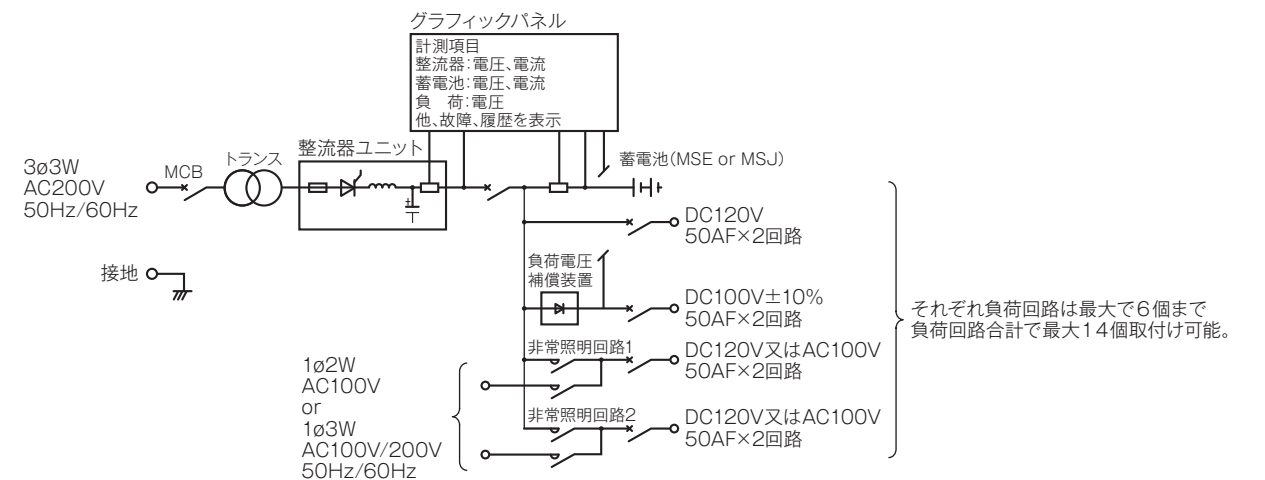 グラフィックパネル
計測項目
整流器:電圧、電流
蓄電池:電圧、電流
負　荷:電圧
他、故障、履歴を表示
3ø3W
AC200V
50Hz/60Hz
MCB
トランス
整流器ユニット
+
蓄電池(MSE or MSJ)
DC120V
50AF×2回路
接地
負荷電圧
補償装置
DC100V±10%
50AF×2回路
それぞれ負荷回路は最大で6個まで
負荷回路合計で最大14個取付け可能。
非常照明回路1
DC120V又はAC100V
50AF×2回路
1ø2W
AC100V
or
1ø3W
AC100V/200V
50Hz/60Hz
非常照明回路2
DC120V又はAC100V
50AF×2回路